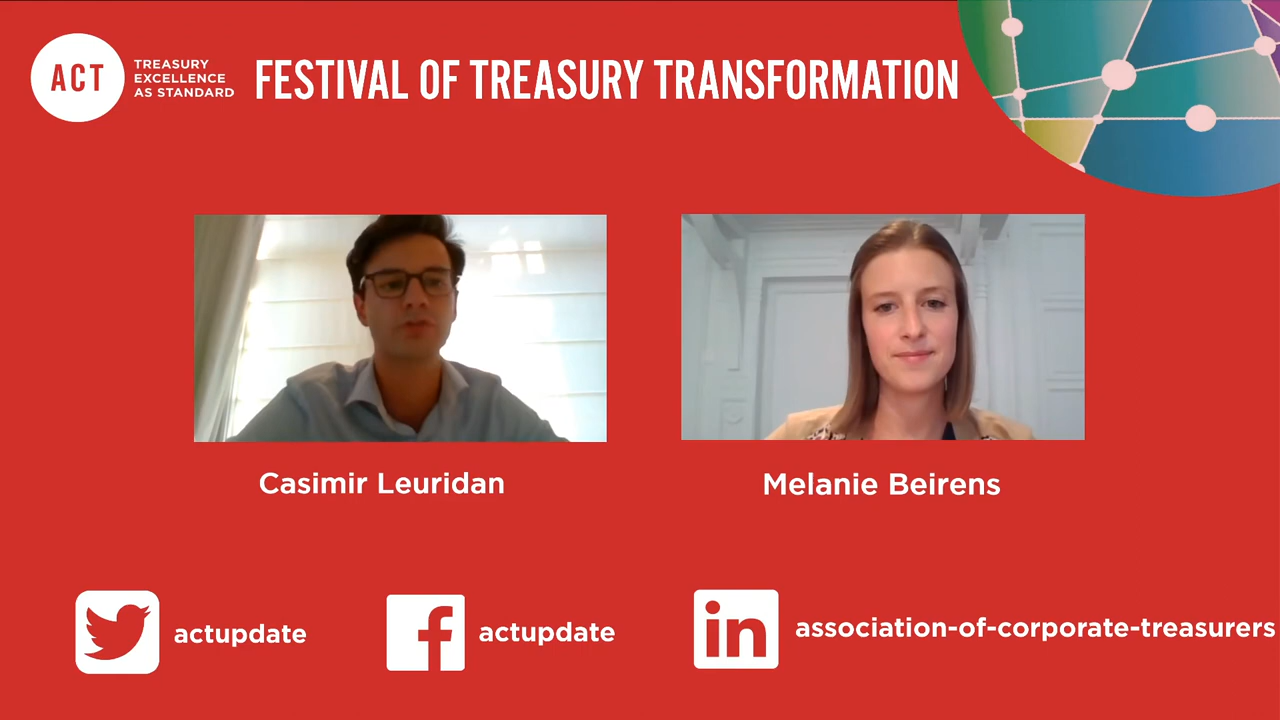 ACT
TREASURY
EXCELLENCE
AS STANDARD
FESTIVAL OF TREASURY TRANSFORMATION
Casimir Leuridan
Melanie Beirens
actupdate
actupdate
in
association-of-corporate-treasurers